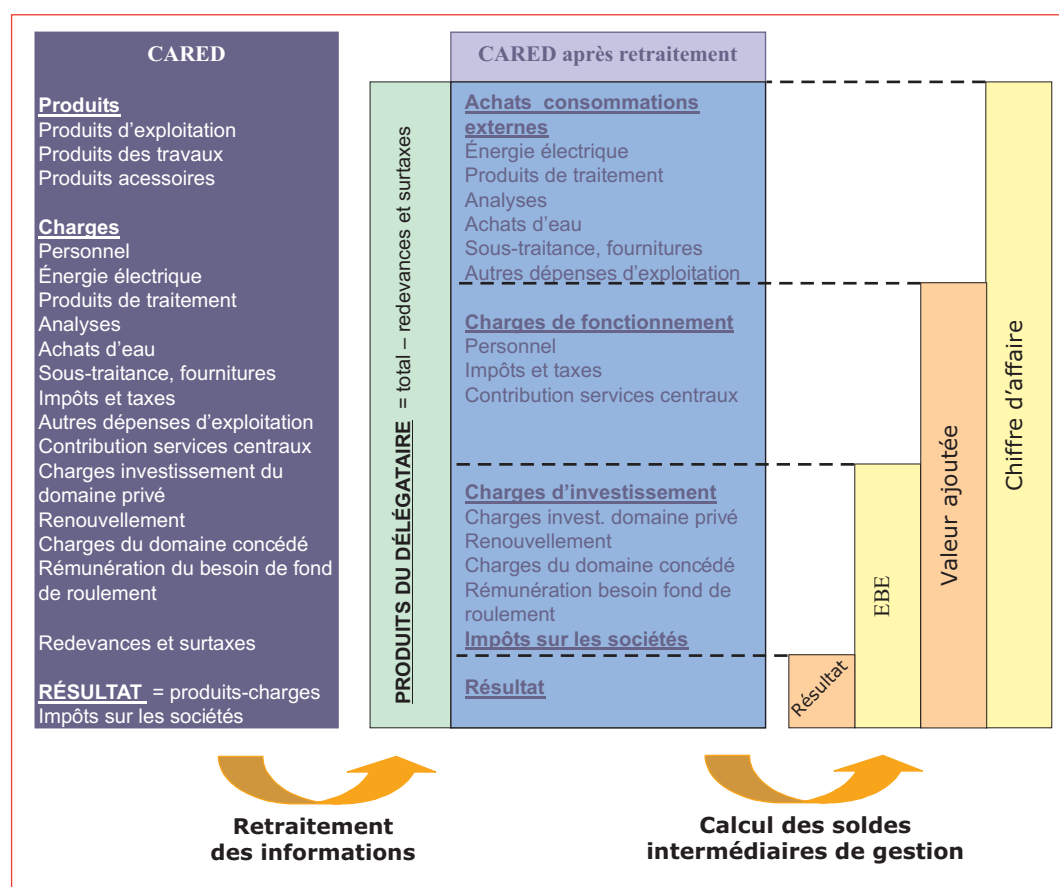 CARED
Produits
Produits d'exploitation
Produits des travaux
Produits acessoires
Charges
Personnel
Énergie électrique
Produits de traitement
Analyses
Achats d'eau
Sous-traitance, fournitures
Impôts et taxes
Autres dépenses d'exploitation
Contribution services centraux
Charges investissement du
domaine privé
Renouvellement
Charges du domaine concédé
Rémunération du besoin de fond
de roulement
Redevances et surtaxes
RÉSULTAT = produits-charges
Impôts sur les sociétés
PRODUITS DU DÉLÉGATAIRE = total – redevances et surtaxes
CARED après retraitement
Achats consommations
externes
Énergie électrique
Produits de traitement
Analyses
Achats d'eau
Sous-traitance, fournitures
Autres dépenses d'exploitation
Charges de fonctionnement
Personnel
Impôts et taxes
Contribution services centraux
Charges d'investissement
Charges invest. domaine privé
Renouvellement
Charges du domaine concédé
Rémunération besoin fond de
roulement
Impôts sur les sociétés
Résultat
Résultat
EBE
Valeur ajoutée
Chiffre d'affaire
Retraitement
des informations
Calcul des soldes
intermédiaires de gestion